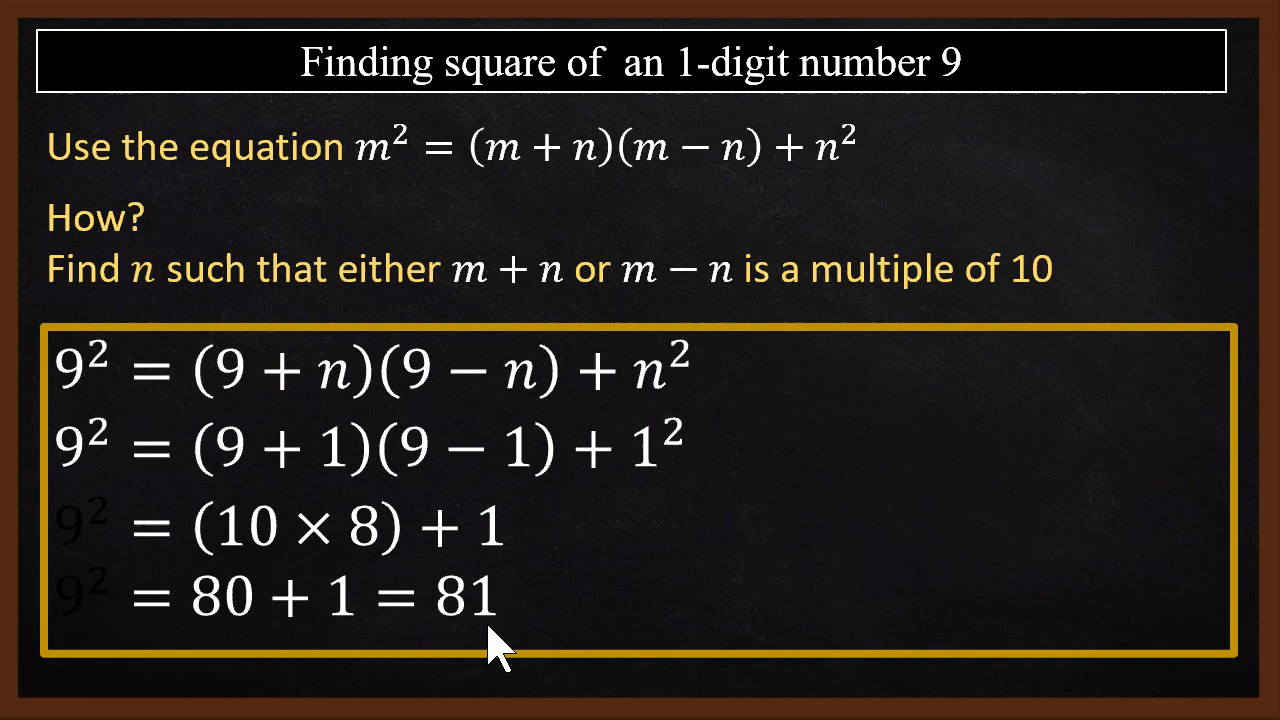 Finding square of an 1-digit number 9
Use the equation m² = (m + n)(m − n) + n²
How?
Find n such that either m + n or m − n is a multiple of 10
9² = (9 + n)(9 − n) + n²
9² = (9 + 1)(9 − 1) + 1²
9² = (10 × 8) + 1
9² = 80 + 1 = 81